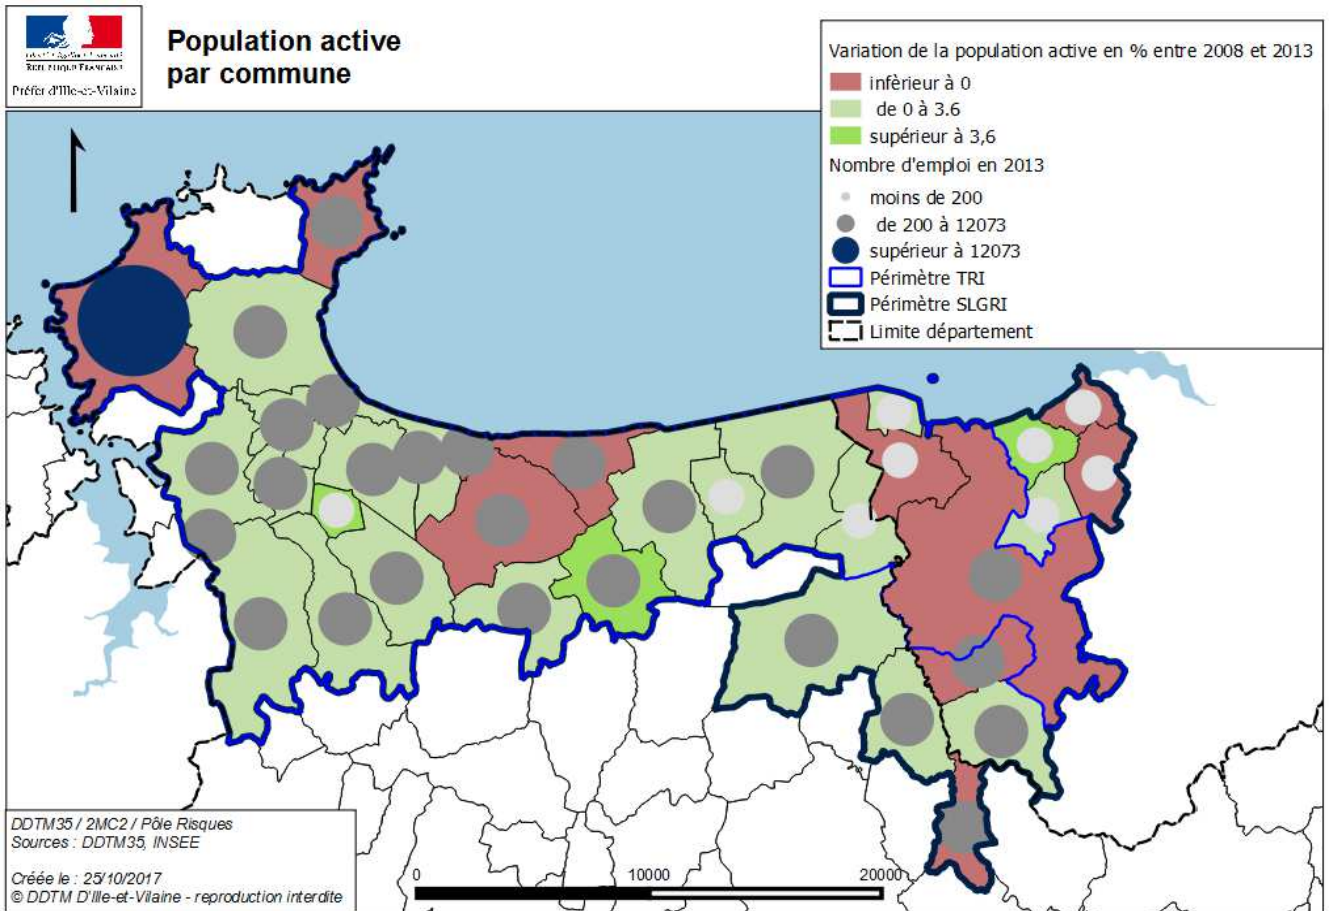 RÉPUBLIQUE FRANÇAISE
Préfet d'Ille-et-Vilaine
Population active
par commune
Variation de la population active en % entre 2008 et 2013
infèrieur à 0
de 0 à 3.6
supérieur à 3,6
Nombre d'emploi en 2013
moins de 200
de 200 à 12073
supérieur à 12073
Périmètre TRI
Périmètre SLGRI
Limite département
DDTM35 / 2MC2 / Pôle Risques
Sources : DDTM35, INSEE
Créée le : 25/10/2017
© DDTM D'Ille-et-Vilaine - reproduction interdite
0 10000 20000